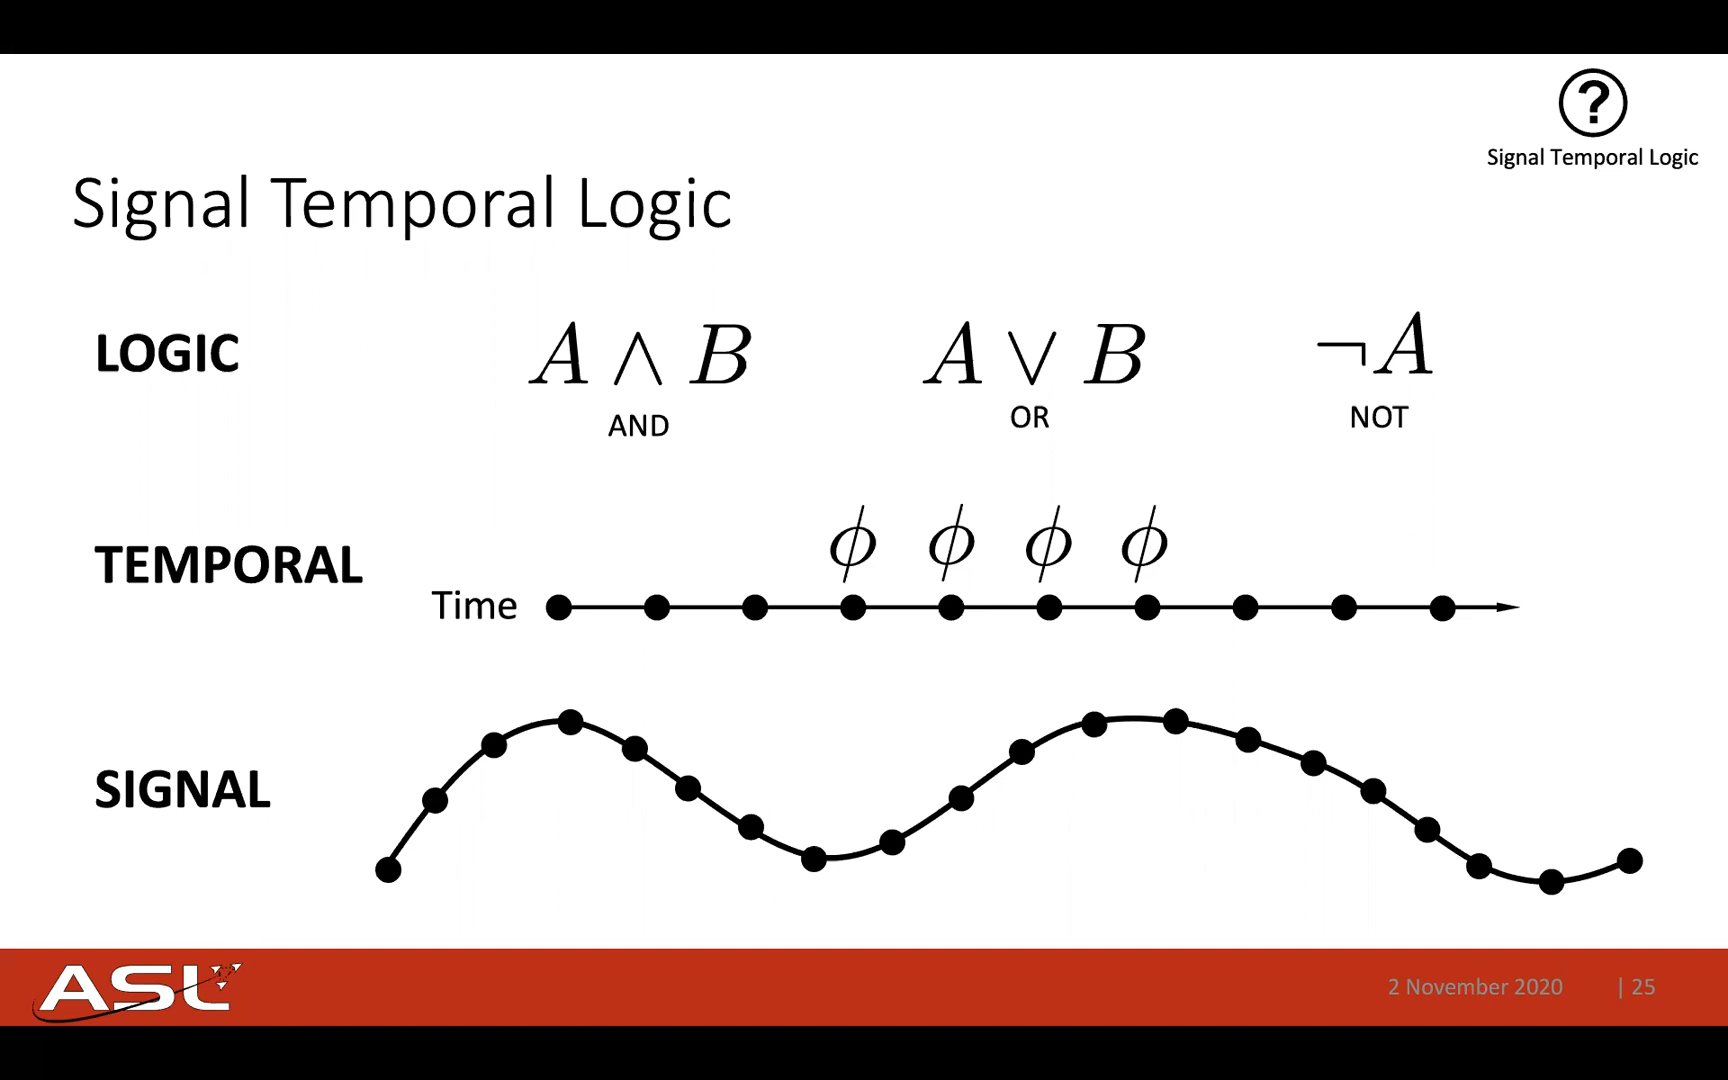 Signal Temporal Logic
Signal Temporal Logic
LOGIC
A ∧ B
A ∨ B
¬A
AND
OR
NOT
TEMPORAL
ϕ ϕ ϕ ϕ
Time
SIGNAL
ASL
2 November 2020 | 25